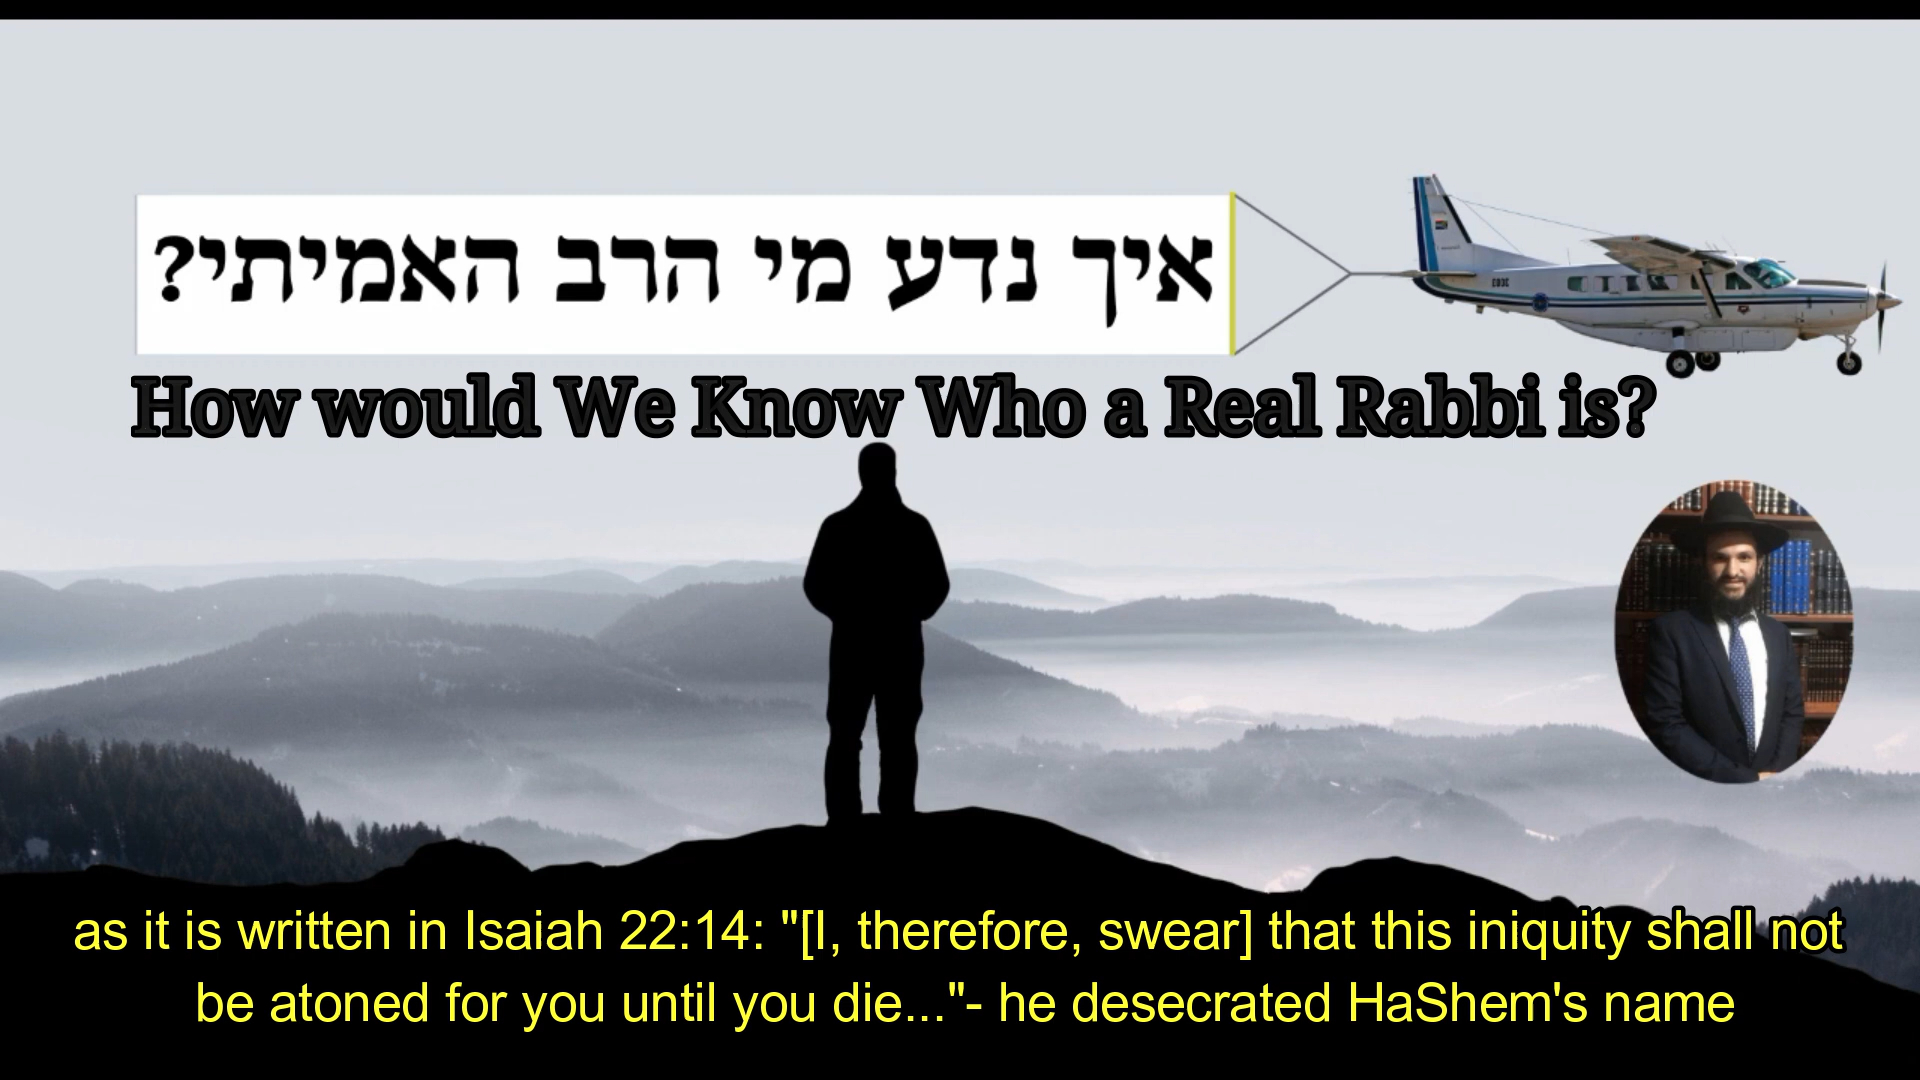 איך נדע מי הרב האמיתי?
How would We Know Who a Real Rabbi is?
as it is written in Isaiah 22:14: "[I, therefore, swear] that this iniquity shall not
be atoned for you until you die..."- he desecrated HaShem's name